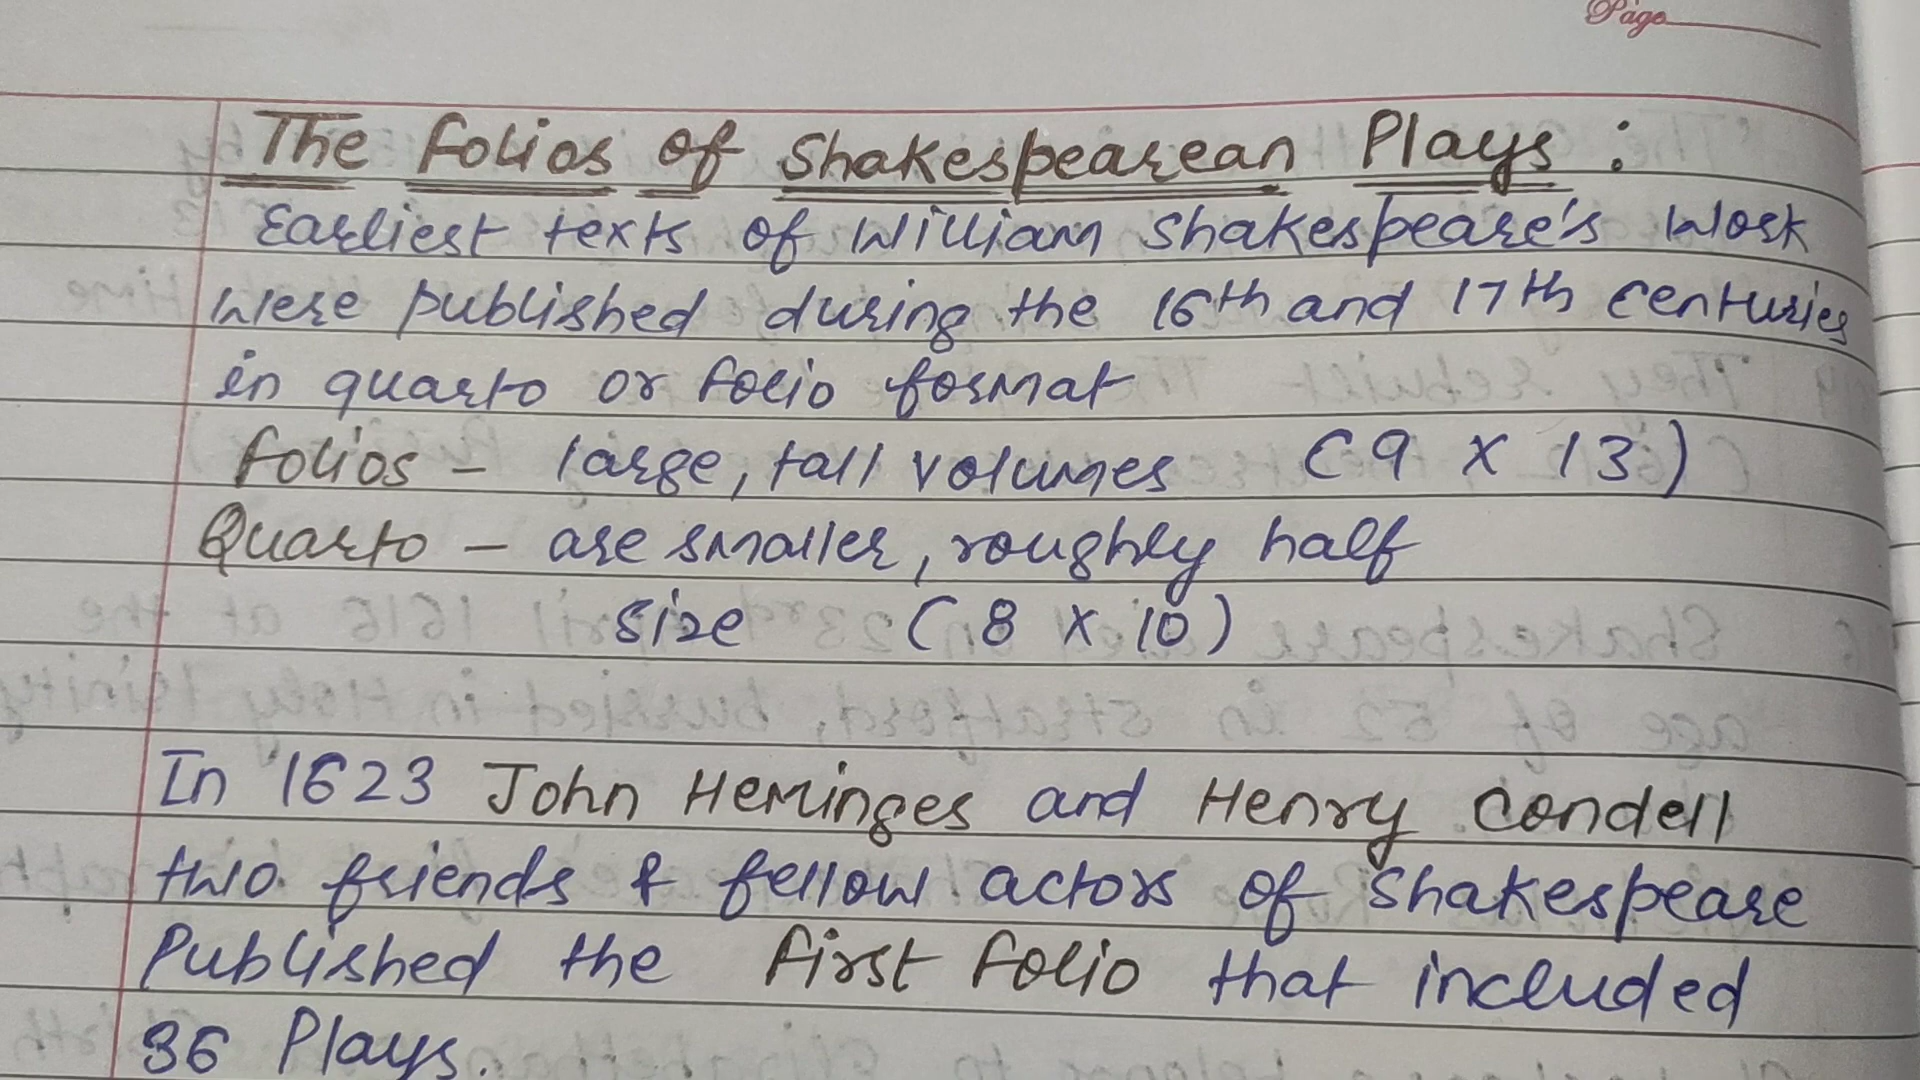 Page
The Folios of Shakespearean Plays :
Earliest texts of William Shakespeare's Work
were published during the 16th and 17th Centuries
in quarto or folio format
Folios – large, tall volumes (9 X 13)
Quarto – are smaller, roughly half
size (8 X 10)
In 1623 John Heminges and Henry Condell
two friends & fellow actors of Shakespeare
Published the First Folio that included
36 Plays.